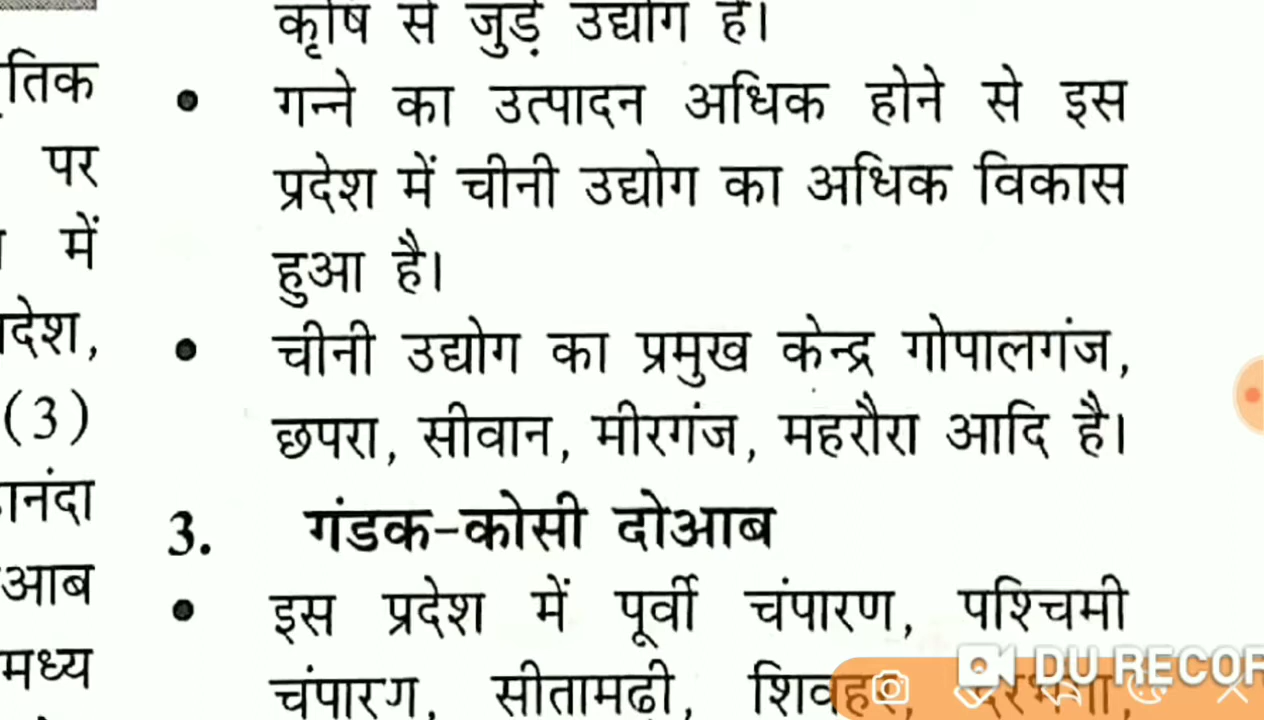 तिक
पर
में
देश,
(3)
ानंदा
आब
मध्य
कृषि से जुड़े उद्योग है।
• गन्ने का उत्पादन अधिक होने से इस
प्रदेश में चीनी उद्योग का अधिक विकास
हुआ है।
• चीनी उद्योग का प्रमुख केन्द्र गोपालगंज,
छपरा, सीवान, मीरगंज, महरौरा आदि है।
3. गंडक-कोसी दोआब
• इस प्रदेश में पूर्वी चंपारण, पश्चिमी
चंपारण, सीतामढ़ी, शिवहर,
DU RECOR